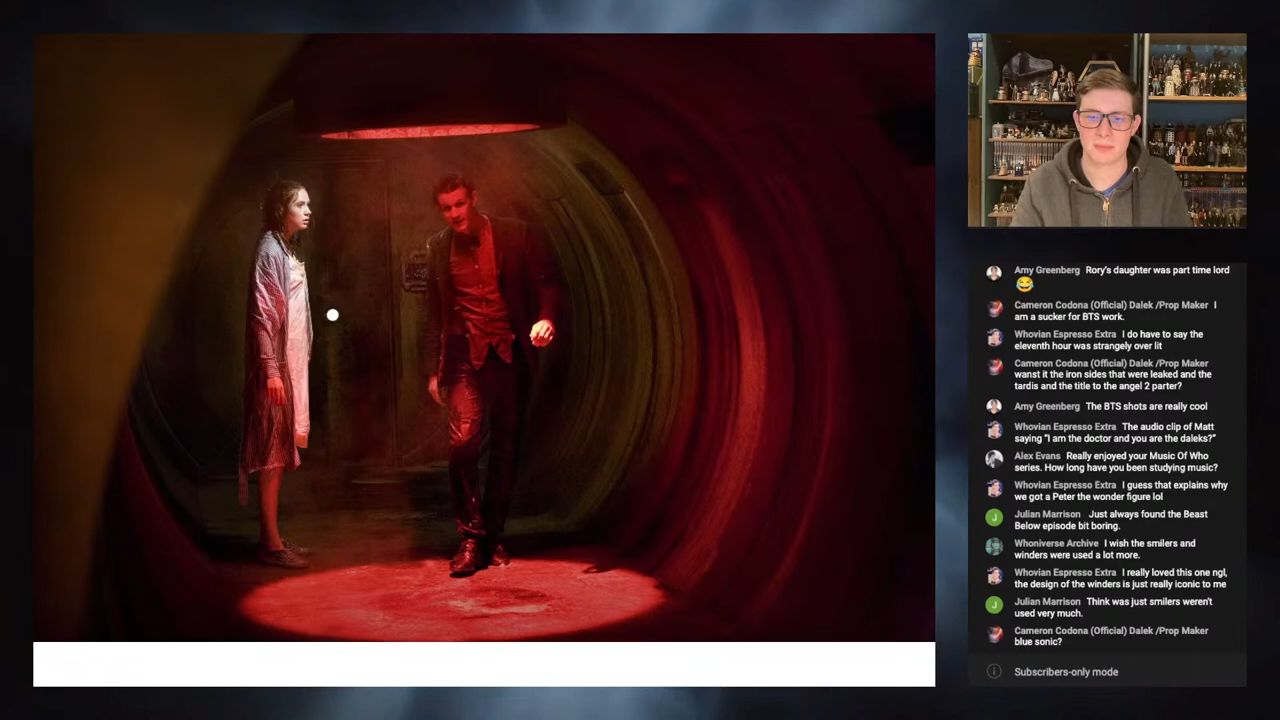 Amy Greenberg Rory's daughter was part time lord
😂
Cameron Codona (Official) Dalek /Prop Maker I
am a sucker for BTS work.
Whovian Espresso Extra I do have to say the
eleventh hour was strangely over lit
Cameron Codona (Official) Dalek /Prop Maker
wanst it the iron sides that were leaked and the
tardis and the title to the angel 2 parter?
Amy Greenberg The BTS shots are really cool
Whovian Espresso Extra The audio clip of Matt
saying "I am the doctor and you are the daleks?"
Alex Evans Really enjoyed your Music Of Who
series. How long have you been studying music?
Whovian Espresso Extra I guess that explains why
we got a Peter the wonder figure lol
J
Julian Marrison Just always found the Beast
Below episode bit boring.
Whoniverse Archive I wish the smilers and
winders were used a lot more.
Whovian Espresso Extra I really loved this one ngl,
the design of the winders is just really iconic to me
J
Julian Marrison Think was just smilers weren't
used very much.
Cameron Codona (Official) Dalek /Prop Maker
blue sonic?
Subscribers-only mode